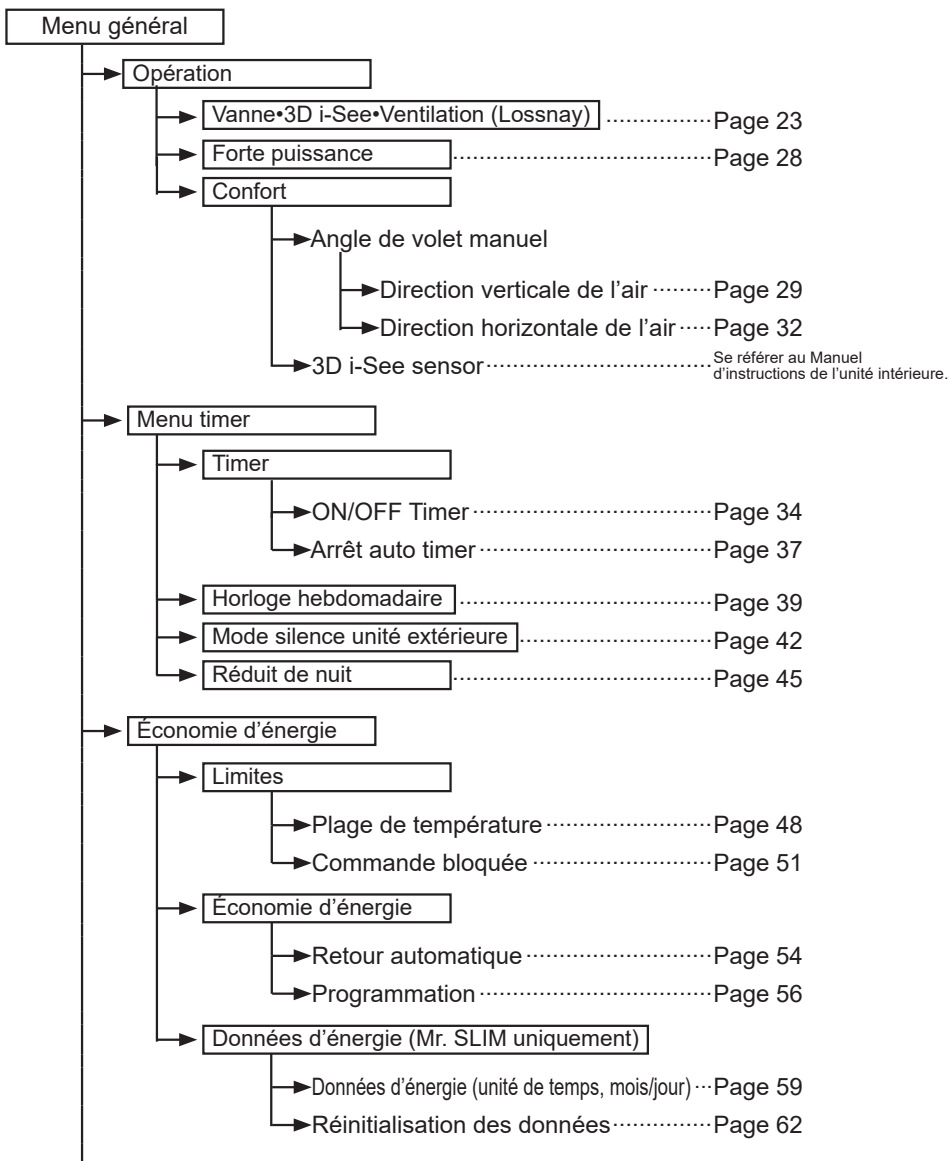 Menu général
Opération
Vanne•3D i-See•Ventilation (Lossnay) ················Page 23
Forte puissance ·····································Page 28
Confort
Angle de volet manuel
Direction verticale de l’air ·········Page 29
Direction horizontale de l’air ·····Page 32
3D i-See sensor································Se référer au Manuel
d’instructions de l’unité intérieure.
Menu timer
Timer
ON/OFF Timer··································Page 34
Arrêt auto timer·································Page 37
Horloge hebdomadaire ····································Page 39
Mode silence unité extérieure ···························Page 42
Réduit de nuit ·····································Page 45
Économie d’énergie
Limites
Plage de température························Page 48
Commande bloquée··························Page 51
Économie d’énergie
Retour automatique···························Page 54
Programmation·································Page 56
Données d’énergie (Mr. SLIM uniquement)
Données d’énergie (unité de temps, mois/jour)···Page 59
Réinitialisation des données··············Page 62